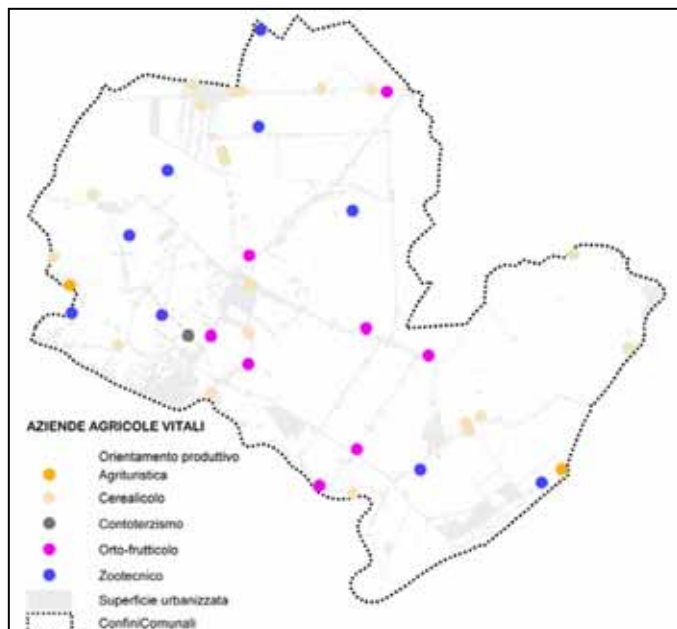 AZIENDE AGRICOLE VITALI
Orientamento produttivo
Agrituristica
Cerealicolo
Contoterzismo
Orto-frutticolo
Zootecnico
Superficie urbanizzata
ConfiniComunali